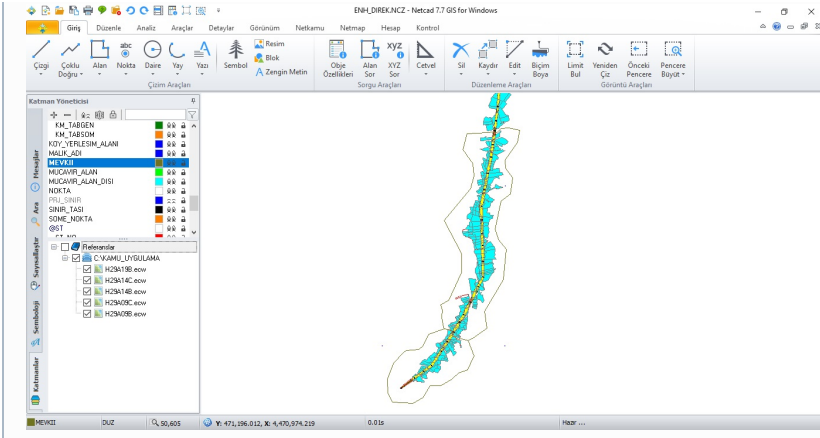 ENH_DIREK.NCZ - Netcad 7.7 GIS for Windows
Giriş Düzenle Analiz Araçlar Detaylar Görünüm Netkamu Netmap Hesap Kontrol
Çizgi Çoklu Doğru Alan abc Nokta Daire Yay Yazı Sembol Resim Blok Zengin Metin
Obje Özellikleri Alan Sor XYZ XYZ Sor Cetvel Sil Kaydır Edit Biçim Boya
Limit Bul Yeniden Çiz Önceki Pencere Pencere Büyüt
Çizim Araçları Sorgu Araçları Düzenleme Araçları Görüntü Araçları
Katman Yöneticisi
KM_TABGEN
KM_TABSOM
KOY_YERLESIM_ALANI
MALIK_ADI
MEVKII
MUCAVIR_ALAN
MUCAVIR_ALAN_DISI
NOKTA
PRJ_SINIR
SINIR_TASI
SOME_NOKTA
@ST
ST_NO
Referanslar
C:\KAMU_UYGULAMA
H29A19B.ecw
H29A14C.ecw
H29A14B.ecw
H29A09C.ecw
H29A09B.ecw
Mesajlar
Ara
Sayısallaştır
Semboloji
Katmanlar
MEVKII DUZ 50,605 Y: 471,196.012, X: 4,470,974.219 0.01s Hazır ...